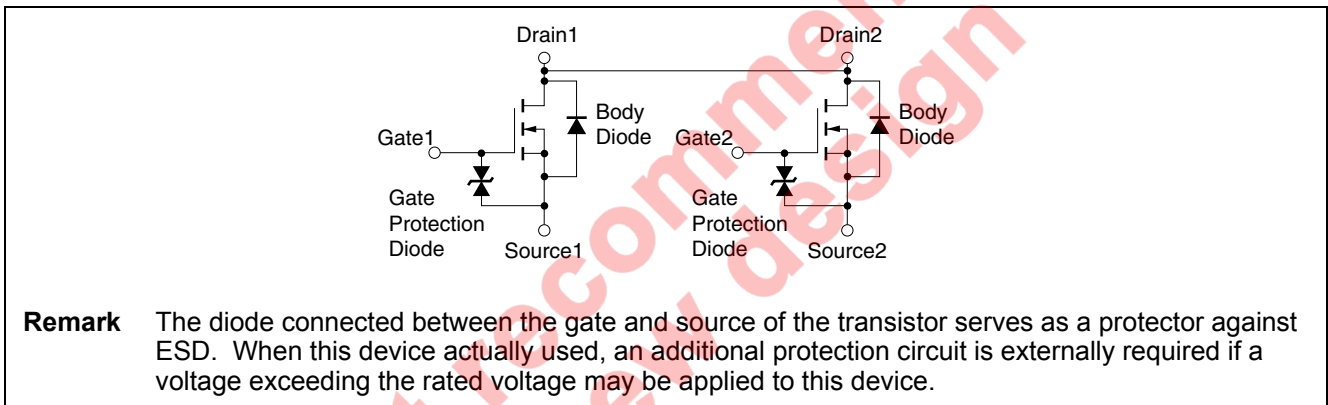 Drain1 Drain2
Body
Diode
Body
Diode
Gate1 Gate2
Gate
Protection
Diode
Gate
Protection
Diode
Source1 Source2
Remark The diode connected between the gate and source of the transistor serves as a protector against
ESD. When this device actually used, an additional protection circuit is externally required if a
voltage exceeding the rated voltage may be applied to this device.
design